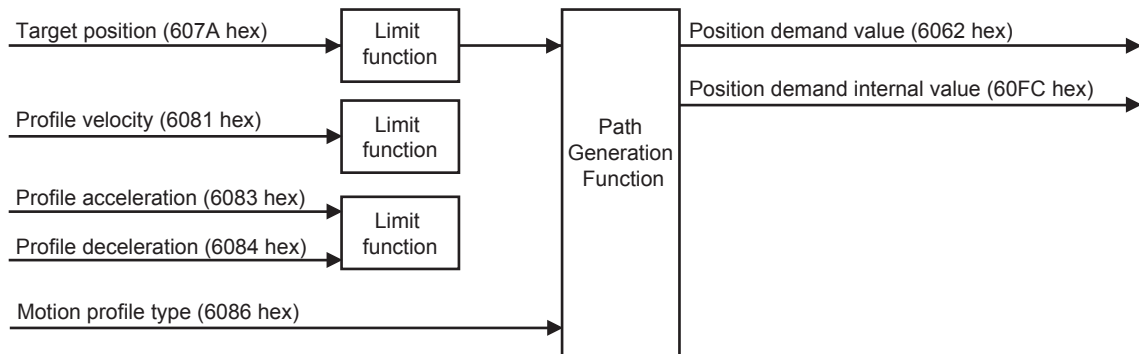 Target position (607A hex)
Limit
function
Position demand value (6062 hex)
Position demand internal value (60FC hex)
Profile velocity (6081 hex)
Limit
function
Path
Generation
Function
Profile acceleration (6083 hex)
Profile deceleration (6084 hex)
Limit
function
Motion profile type (6086 hex)